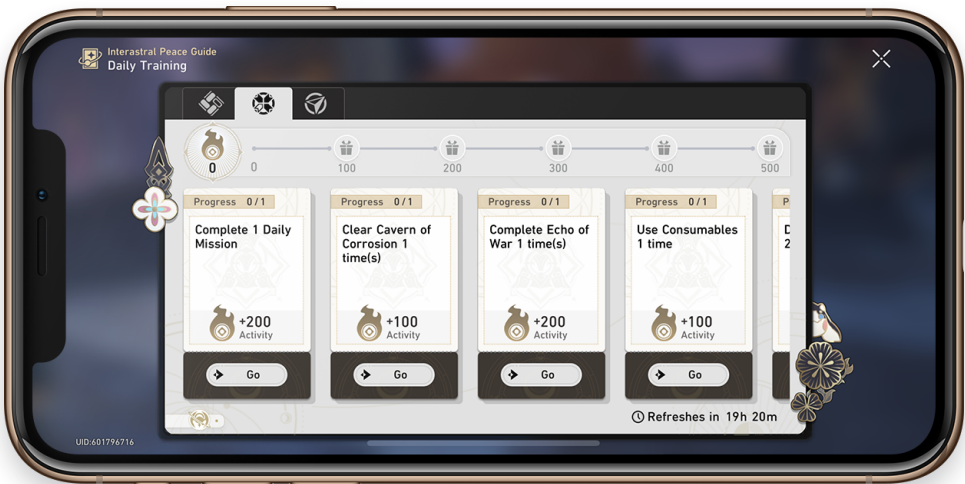 Interastral Peace Guide
Daily Training
0
0
100
200
300
400
500
Progress 0/1
Complete 1 Daily
Mission
+200
Activity
Go
Progress 0/1
Clear Cavern of
Corrosion 1
time(s)
+100
Activity
Go
Progress 0/1
Complete Echo of
War 1 time(s)
+200
Activity
Go
Progress 0/1
Use Consumables
1 time
+100
Activity
Go
P
D
2
Refreshes in 19h 20m
UID:601796716